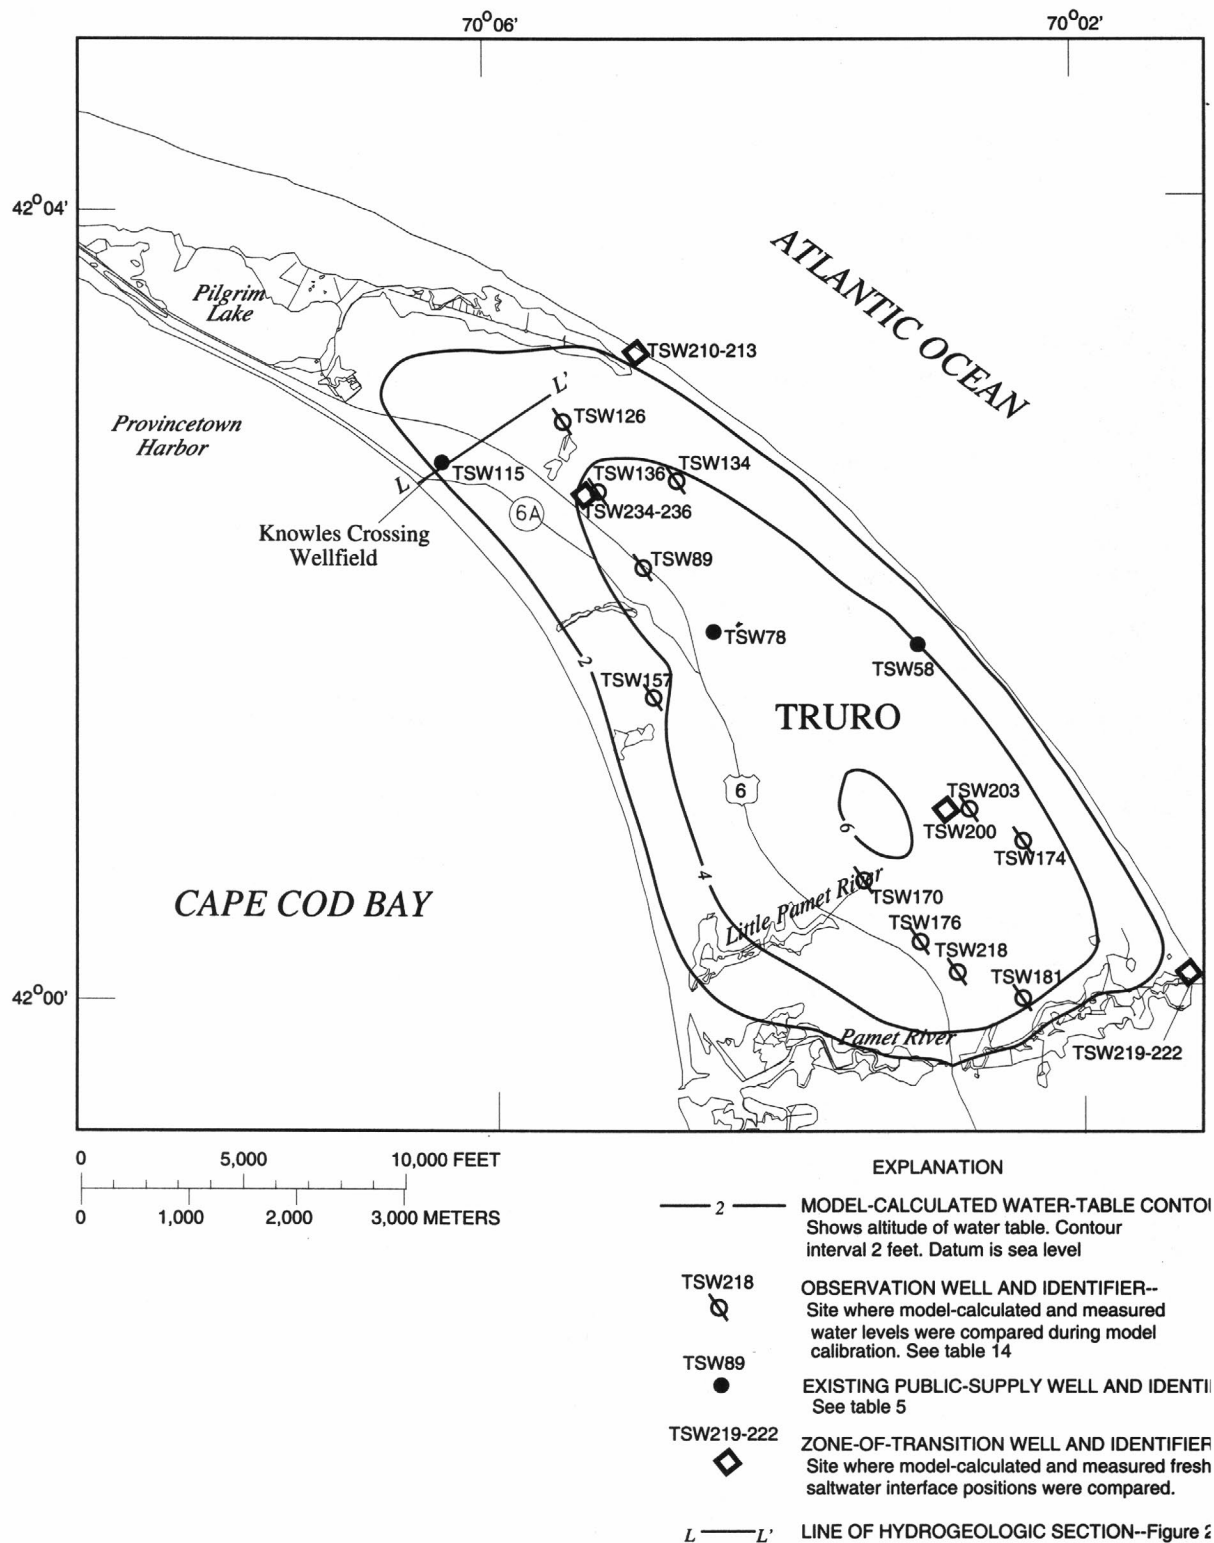 70°06'
70°02'
42°04'
ATLANTIC OCEAN
Pilgrim
Lake
TSW210-213
L'
TSW126
Provincetown
Harbor
TSW115
L
TSW136
TSW134
TSW234-236
6A
Knowles Crossing
Wellfield
TSW89
TSW78
TSW58
2
TSW157
TRURO
6
TSW203
TSW200
6
TSW174
4
Little Pamet River
TSW170
CAPE COD BAY
TSW176
TSW218
TSW181
42°00'
Pamet River
TSW219-222
0 5,000 10,000 FEET
0 1,000 2,000 3,000 METERS
EXPLANATION
2 MODEL-CALCULATED WATER-TABLE CONTOU
Shows altitude of water table. Contour
interval 2 feet. Datum is sea level
TSW218 OBSERVATION WELL AND IDENTIFIER--
Site where model-calculated and measured
water levels were compared during model
calibration. See table 14
TSW89
EXISTING PUBLIC-SUPPLY WELL AND IDENTI
See table 5
TSW219-222
ZONE-OF-TRANSITION WELL AND IDENTIFIER
Site where model-calculated and measured fresh
saltwater interface positions were compared.
L L' LINE OF HYDROGEOLOGIC SECTION--Figure 2